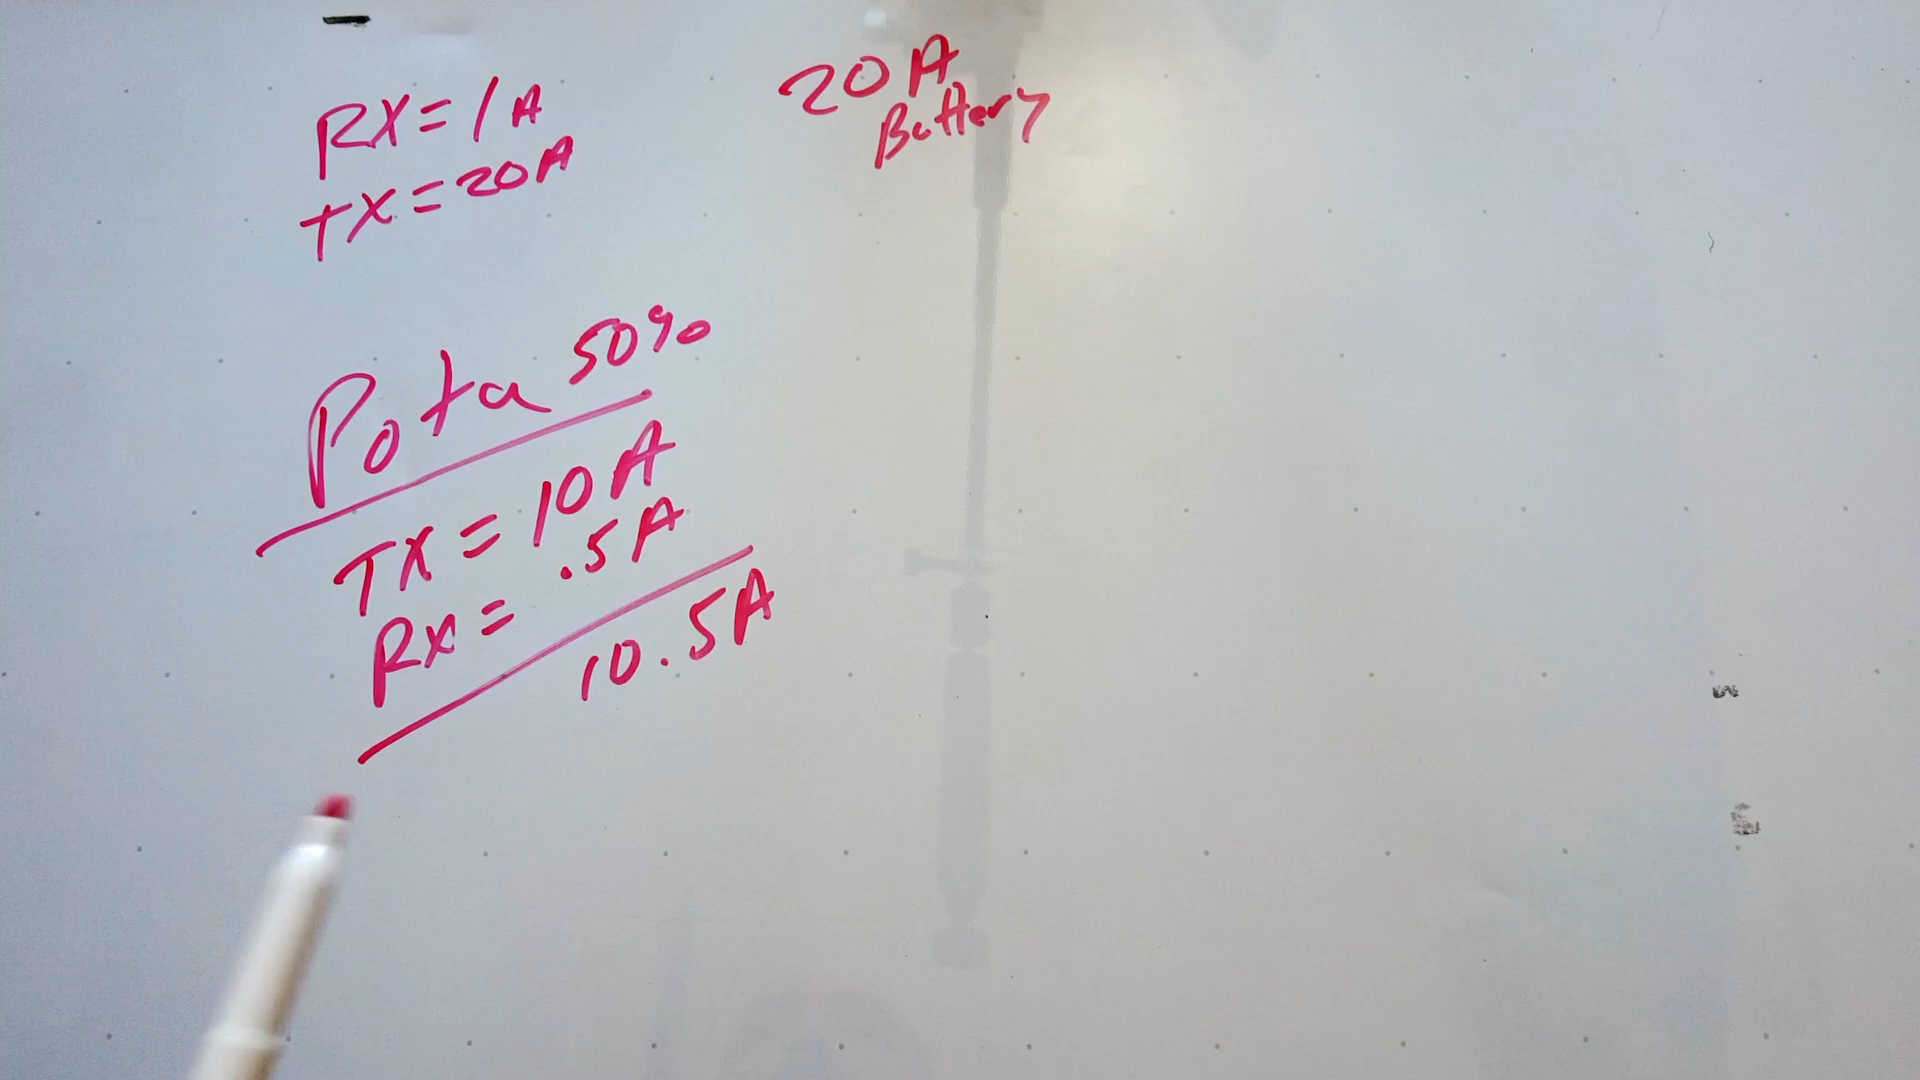 RX = 1A
TX = 20A
20A
Battery
Pota 50%
TX = 10A
RX = .5A
10.5A